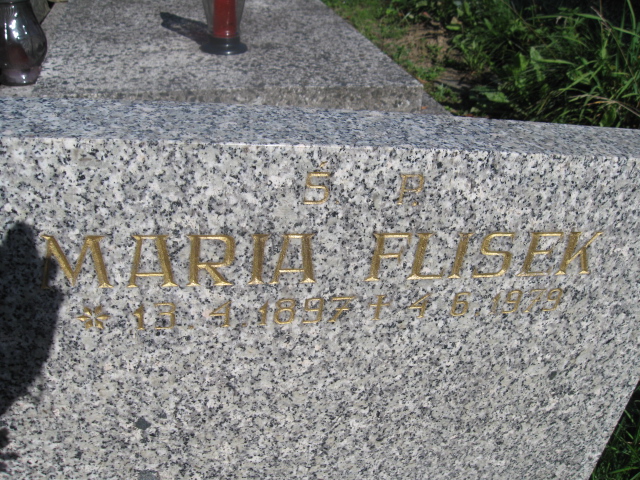 Ś P.
MARIA FLISEK
* 13.4.1897 + 4.6.1979